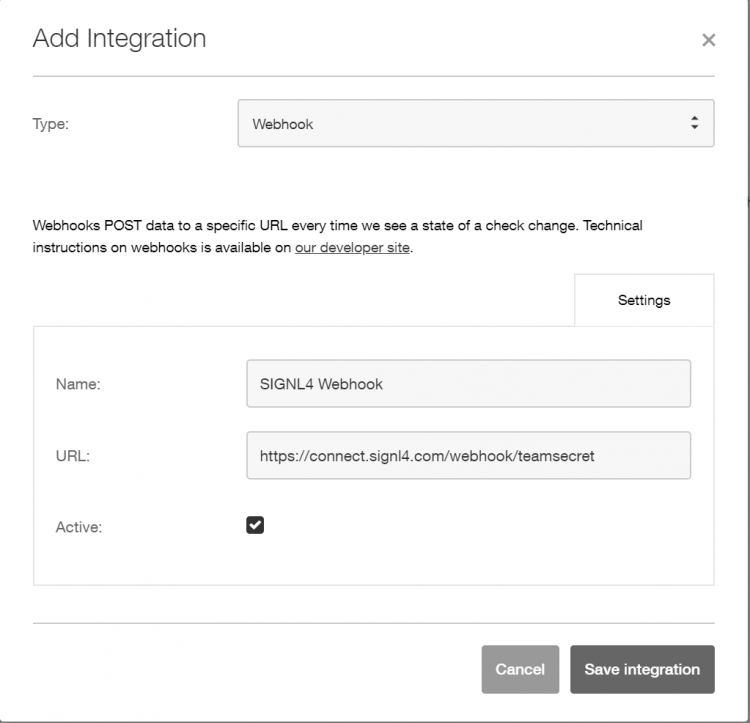 Add Integration
Type:
Webhook
Webhooks POST data to a specific URL every time we see a state of a check change. Technical
instructions on webhooks is available on our developer site.
Settings
Name:
SIGNL4 Webhook
URL:
https://connect.signl4.com/webhook/teamsecret
Active:
Cancel
Save integration